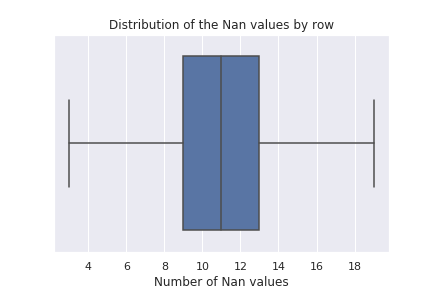 Distribution of the Nan values by row
4 6 8 10 12 14 16 18
Number of Nan values